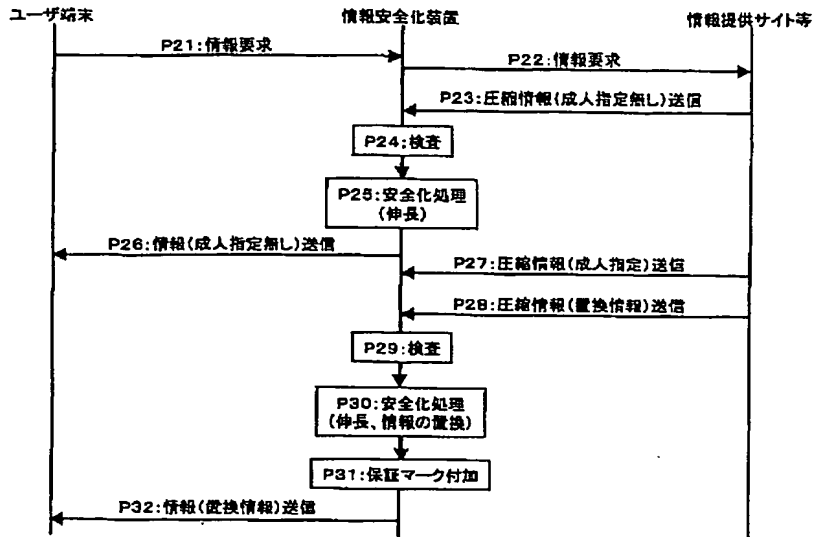 ユーザ端末
情報安全化装置
情報提供サイト等
P21:情報要求
P22:情報要求
P23:圧縮情報(成人指定無し)送信
P24:検査
P25:安全化処理
(伸長)
P26:情報(成人指定無し)送信
P27:圧縮情報(成人指定)送信
P28:圧縮情報(置換情報)送信
P29:検査
P30:安全化処理
(伸長、情報の置換)
P31:保証マーク付加
P32:情報(置換情報)送信